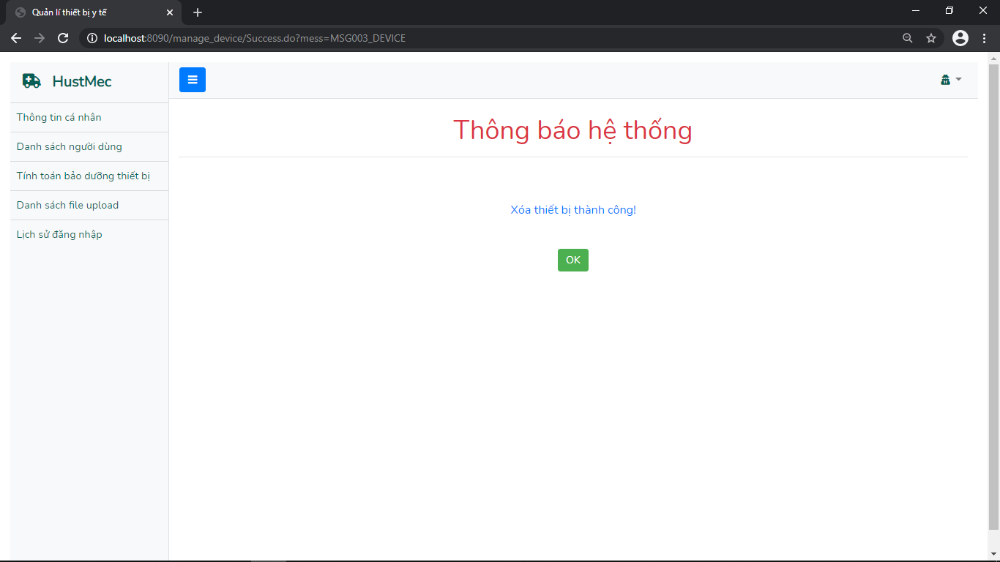 Quản lí thiết bị y tế
localhost:8090/manage_device/Success.do?mess=MSG003_DEVICE
HustMec
Thông tin cá nhân
Danh sách người dùng
Tính toán bảo dưỡng thiết bị
Danh sách file upload
Lịch sử đăng nhập
Thông báo hệ thống
Xóa thiết bị thành công!
OK